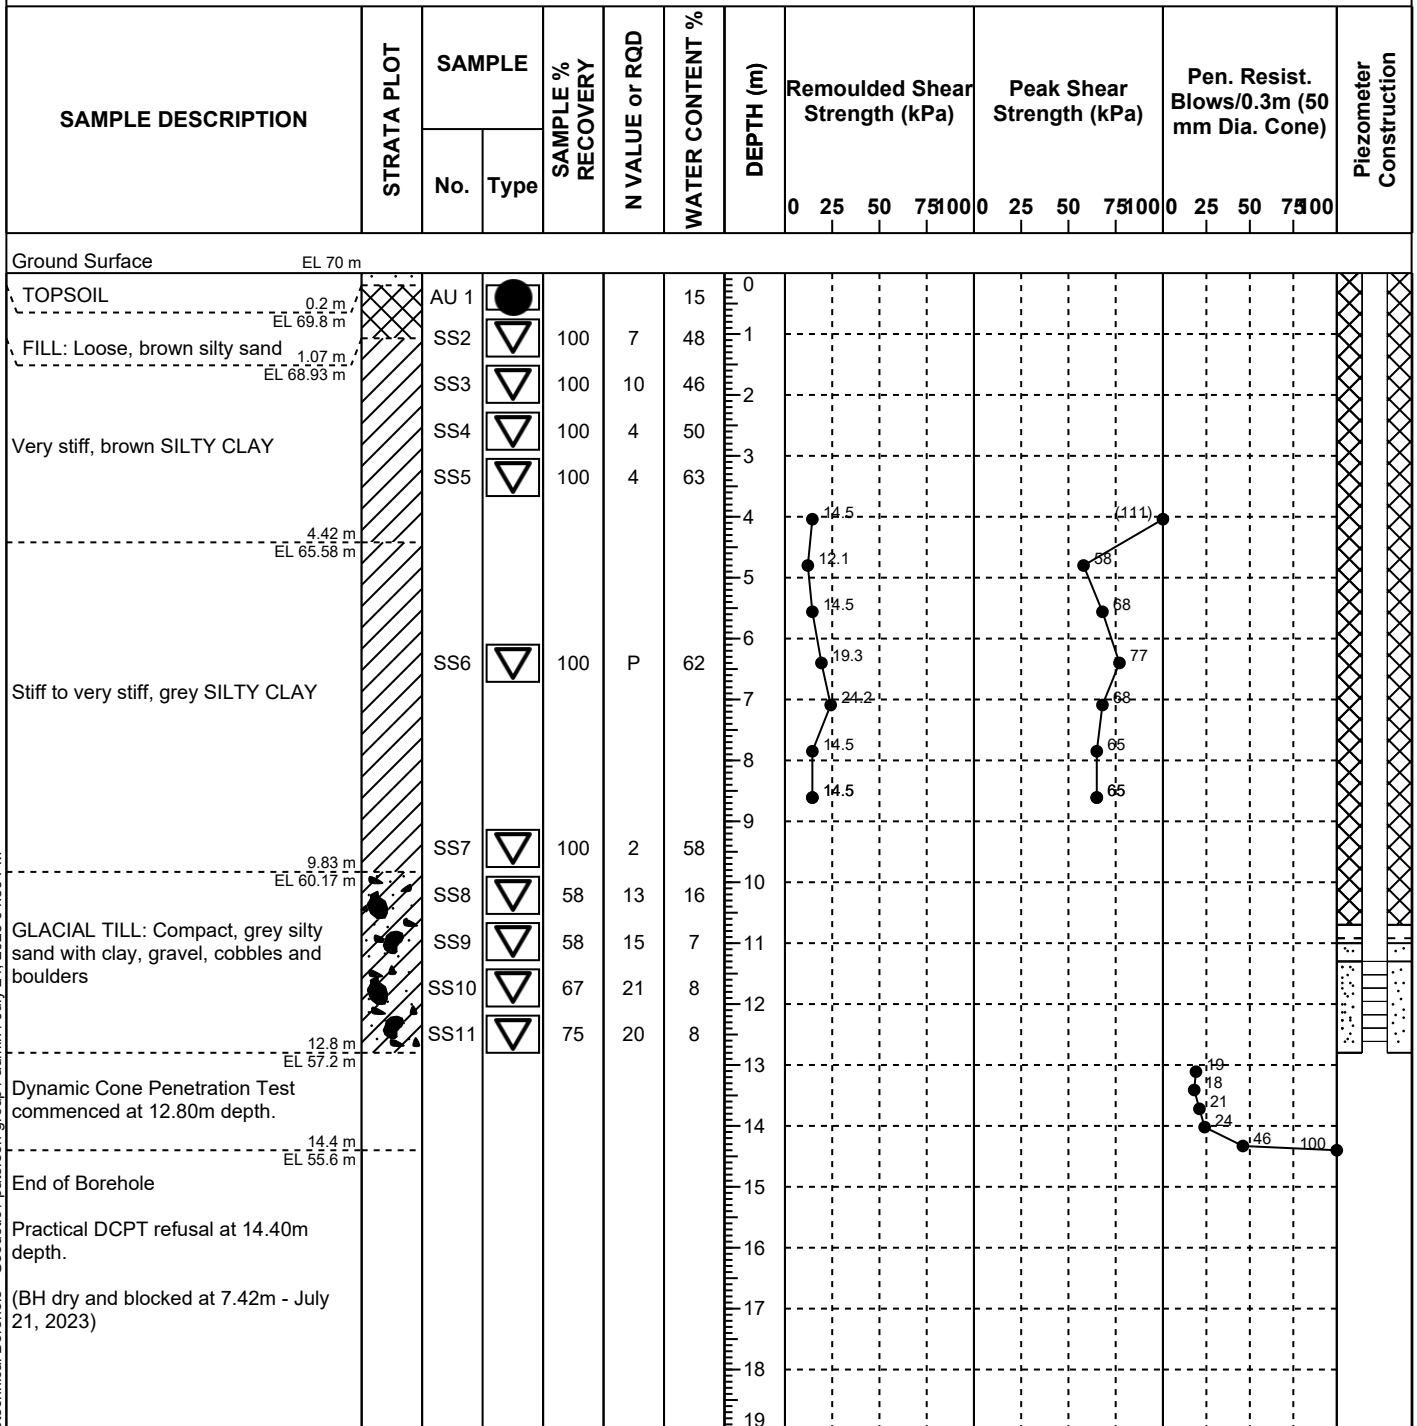 SAMPLE DESCRIPTION
STRATA PLOT
SAMPLE
No.
Type
SAMPLE %
RECOVERY
N VALUE or RQD
WATER CONTENT %
DEPTH (m)
Remoulded Shear
Strength (kPa)
0 25 50 75 100
Peak Shear
Strength (kPa)
0 25 50 75 100
Pen. Resist.
Blows/0.3m (50
mm Dia. Cone)
0 25 50 75 100
Piezometer
Construction
Ground Surface EL 70 m
TOPSOIL 0.2 m
EL 69.8 m
FILL: Loose, brown silty sand 1.07 m
EL 68.93 m
Very stiff, brown SILTY CLAY
4.42 m
EL 65.58 m
Stiff to very stiff, grey SILTY CLAY
9.83 m
EL 60.17 m
GLACIAL TILL: Compact, grey silty
sand with clay, gravel, cobbles and
boulders
12.8 m
EL 57.2 m
Dynamic Cone Penetration Test
commenced at 12.80m depth.
14.4 m
EL 55.6 m
End of Borehole
Practical DCPT refusal at 14.40m
depth.
(BH dry and blocked at 7.42m - July
21, 2023)
AU 1 15
SS2 100 7 48
SS3 100 10 46
SS4 100 4 50
SS5 100 4 63
SS6 100 P 62
SS7 100 2 58
SS8 58 13 16
SS9 58 15 7
SS10 67 21 8
SS11 75 20 8
0
1
2
3
4
5
6
7
8
9
10
11
12
13
14
15
16
17
18
19
14.5
12.1
14.5
19.3
24.2
14.5
14.5
(111)
58
68
77
68
65
65
19
18
21
24
46
100